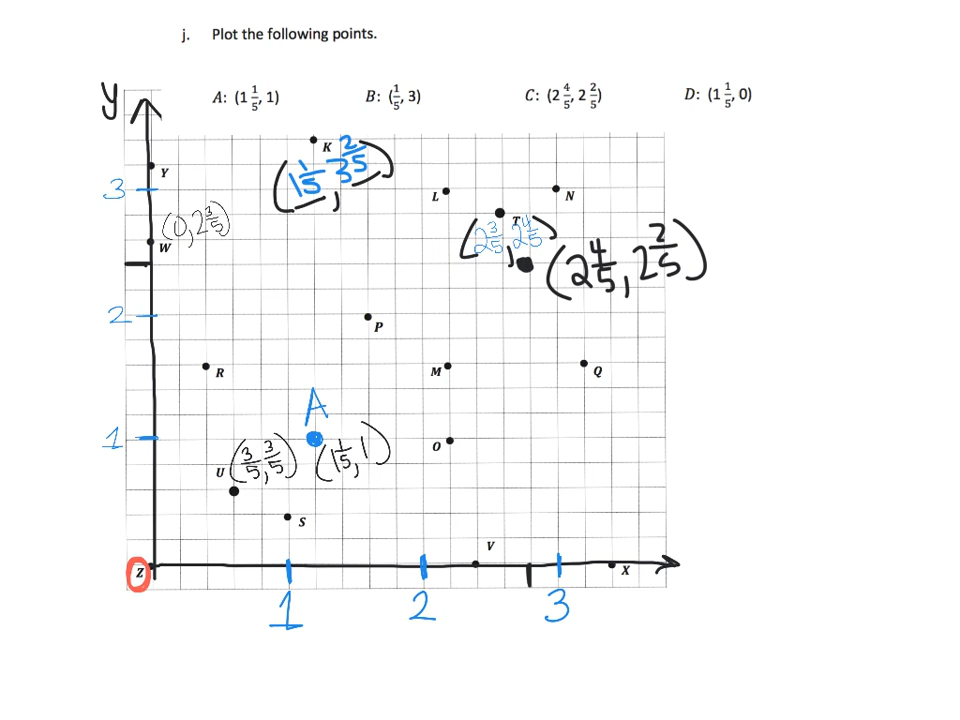 j. Plot the following points.
y
A: (1 1/5, 1) B: (1/5, 3) C: (2 4/5, 2 2/5) D: (1 1/5, 0)
K
(1 1/5, 3 2/5)
Y
3
L
N
(0, 2 3/5)
T
W
(2 3/5, 2 4/5)
(2 4/5, 2 2/5)
2
P
R
M
Q
A
1
O
U (3/5, 3/5) (1 1/5, 1)
S
V
Z
X
1 2 3